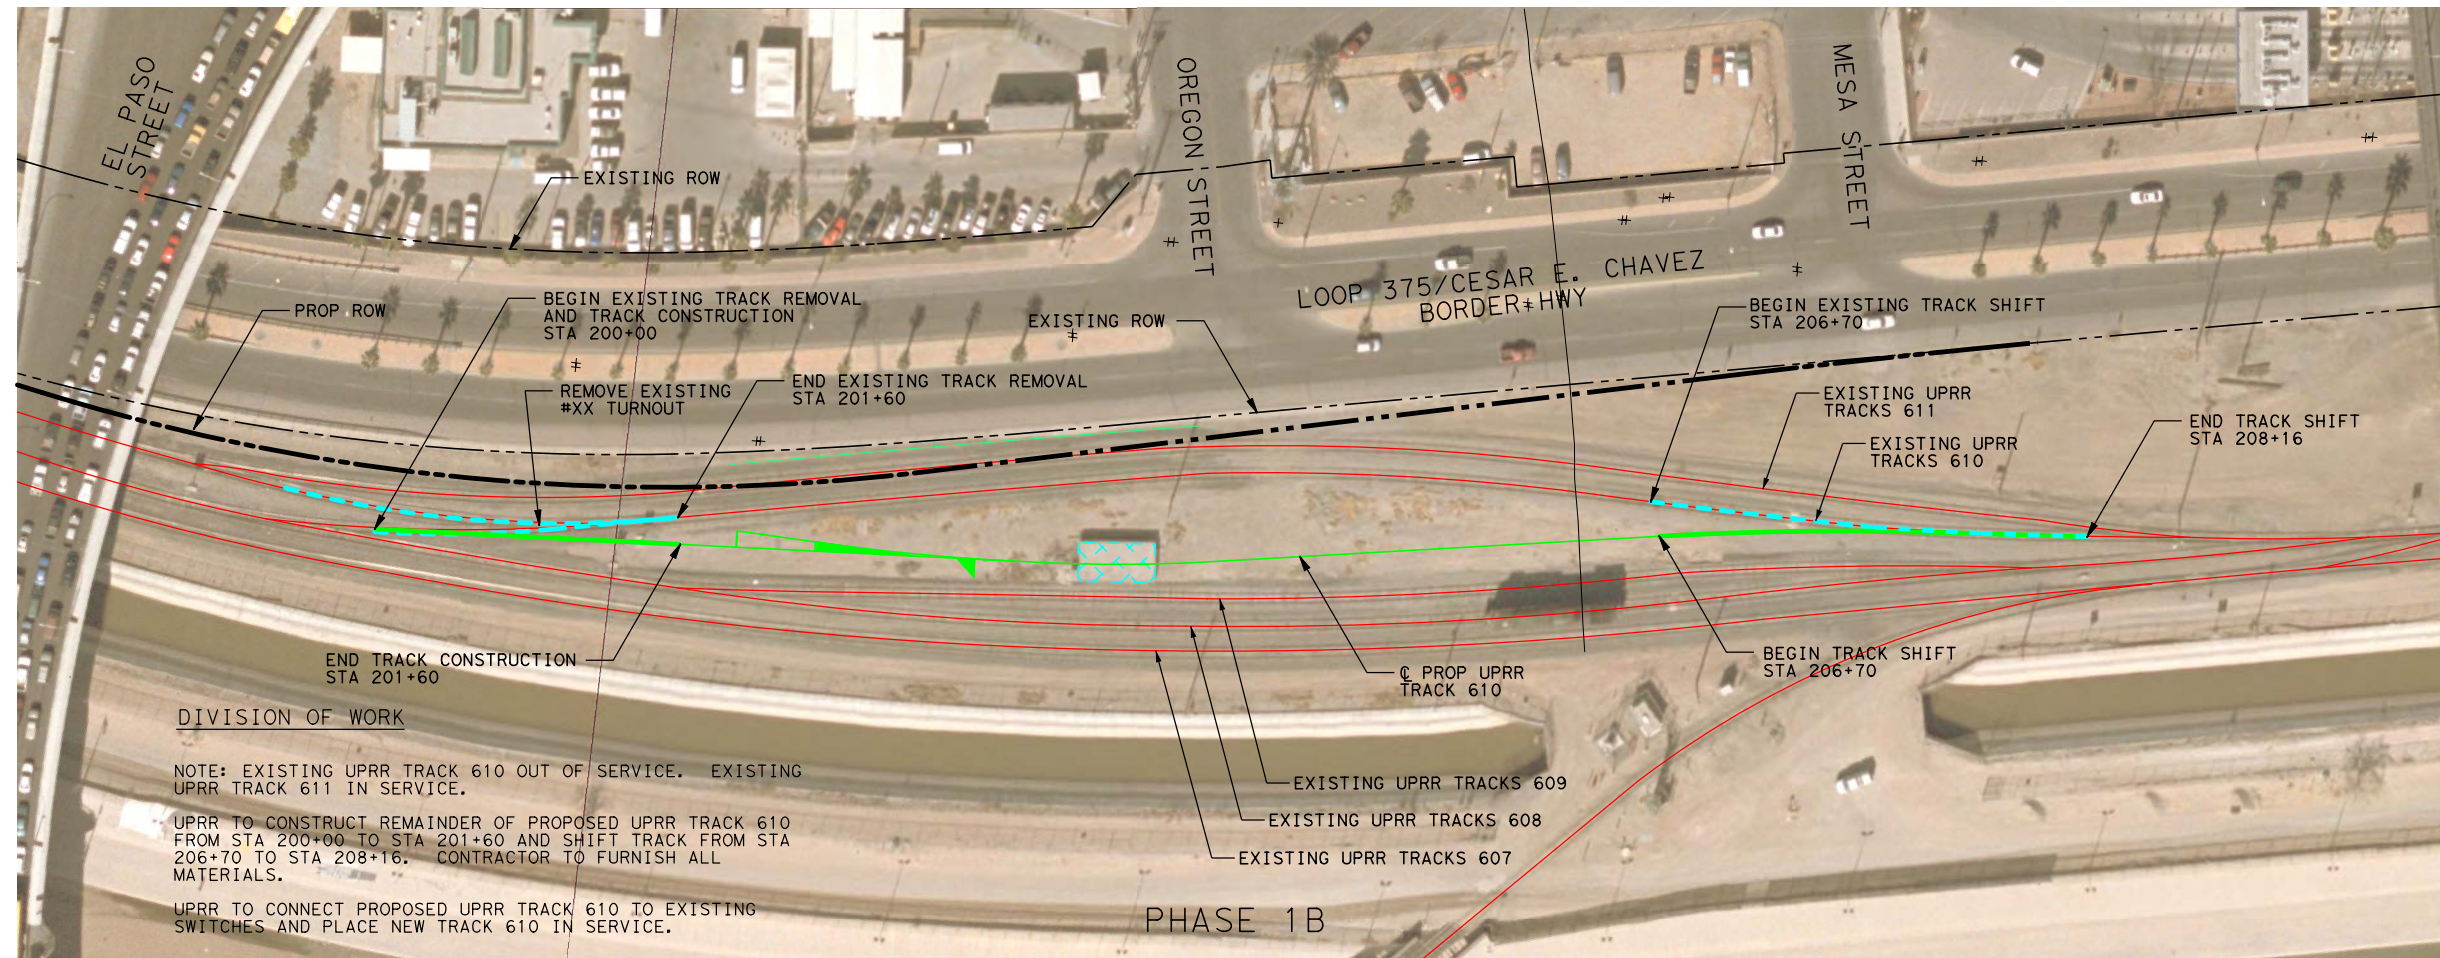 EL PASO
STREET
OREGON STREET
MESA STREET
EXISTING ROW
LOOP 375/CESAR E. CHAVEZ
BORDER HWY
PROP ROW
BEGIN EXISTING TRACK REMOVAL
AND TRACK CONSTRUCTION
STA 200+00
EXISTING ROW
BEGIN EXISTING TRACK SHIFT
STA 206+70
REMOVE EXISTING
#XX TURNOUT
END EXISTING TRACK REMOVAL
STA 201+60
EXISTING UPRR
TRACKS 611
EXISTING UPRR
TRACKS 610
END TRACK SHIFT
STA 208+16
END TRACK CONSTRUCTION
STA 201+60
℄ PROP UPRR
TRACK 610
BEGIN TRACK SHIFT
STA 206+70
EXISTING UPRR TRACKS 609
EXISTING UPRR TRACKS 608
EXISTING UPRR TRACKS 607
DIVISION OF WORK
NOTE: EXISTING UPRR TRACK 610 OUT OF SERVICE. EXISTING
UPRR TRACK 611 IN SERVICE.
UPRR TO CONSTRUCT REMAINDER OF PROPOSED UPRR TRACK 610
FROM STA 200+00 TO STA 201+60 AND SHIFT TRACK FROM STA
206+70 TO STA 208+16. CONTRACTOR TO FURNISH ALL
MATERIALS.
UPRR TO CONNECT PROPOSED UPRR TRACK 610 TO EXISTING
SWITCHES AND PLACE NEW TRACK 610 IN SERVICE.
PHASE 1B